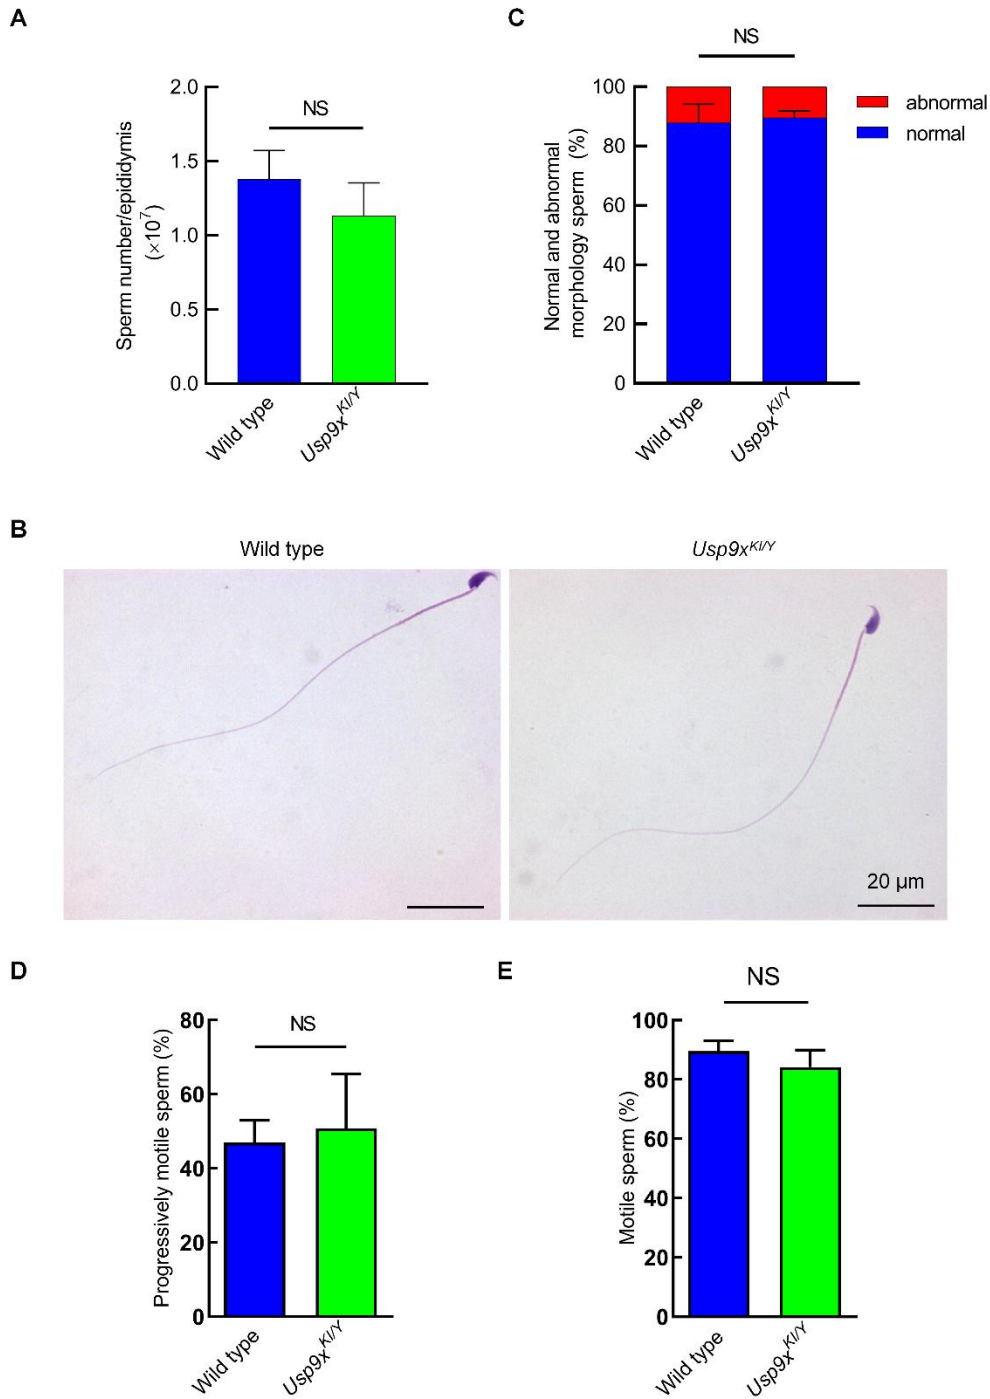 A
NS
2.0
1.5
1.0
0.5
0.0
Sperm number/epididymis
(×10⁷)
Wild type
Usp9x^KI/Y
C
NS
100
80
60
40
20
0
Normal and abnormal
morphology sperm (%)
abnormal
normal
Wild type
Usp9x^KI/Y
B
Wild type
Usp9x^KI/Y
20 μm
D
NS
80
60
40
20
0
Progressively motile sperm (%)
Wild type
Usp9x^KI/Y
E
NS
100
80
60
40
20
0
Motile sperm (%)
Wild type
Usp9x^KI/Y